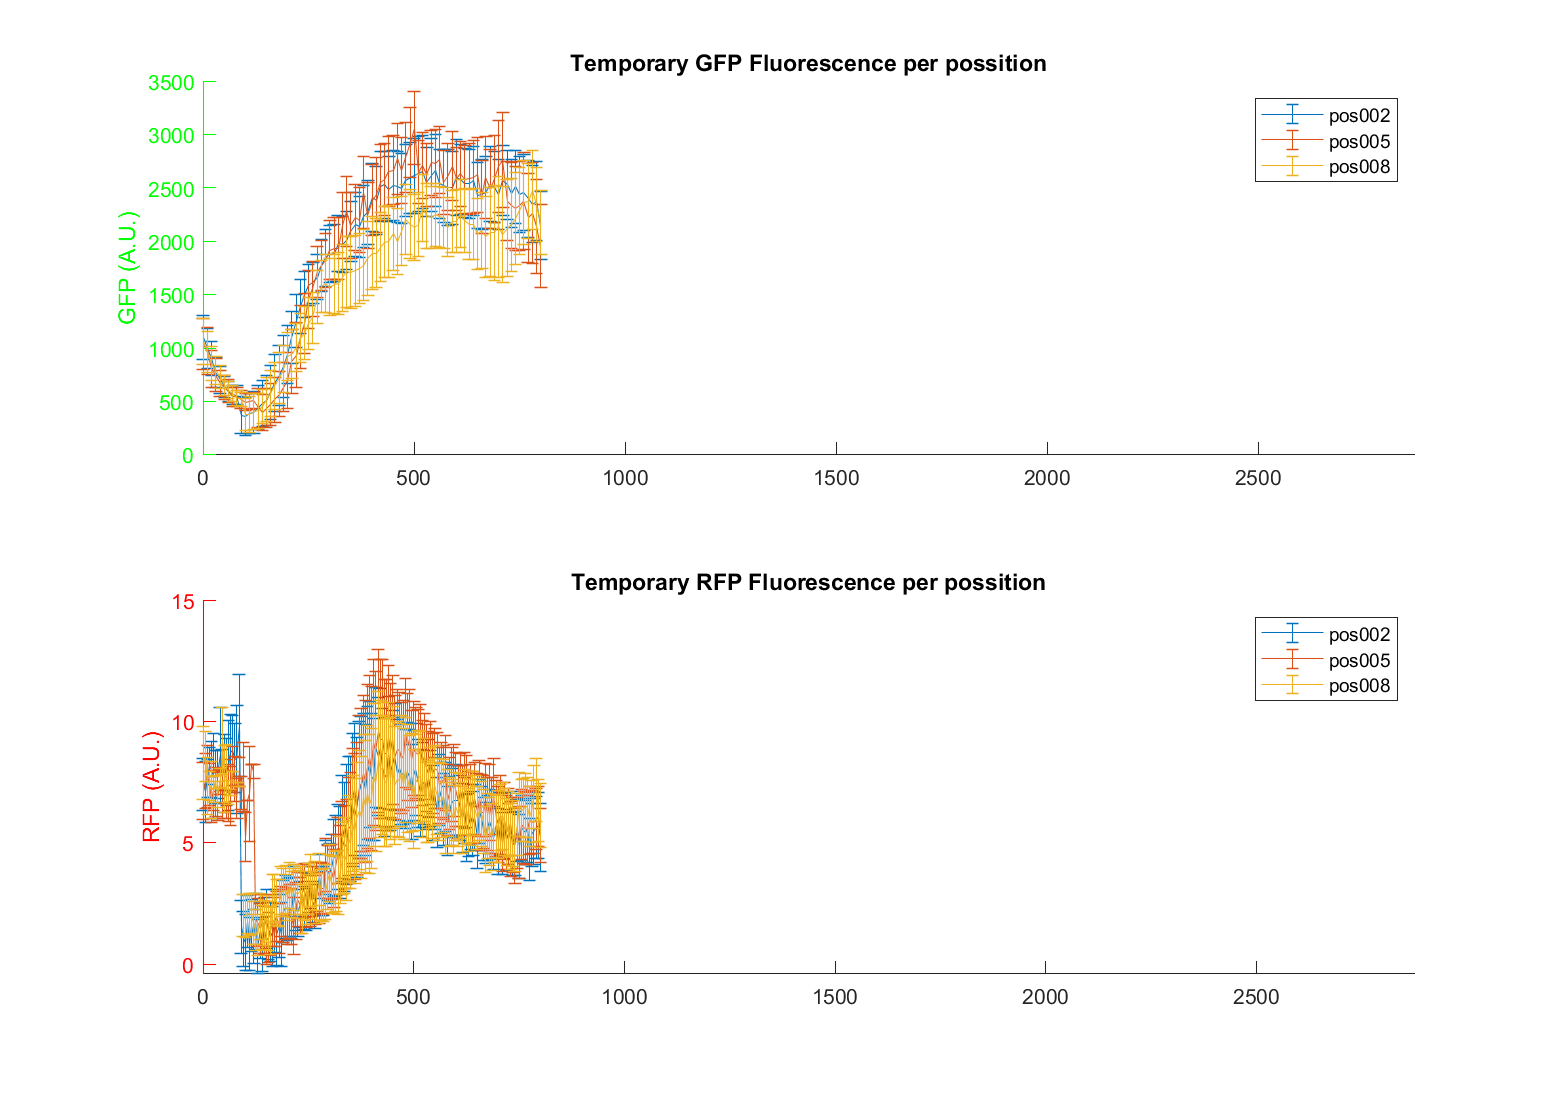 Temporary GFP Fluorescence per possition
3500
3000
2500
2000
1500
1000
500
0
GFP (A.U.)
0 500 1000 1500 2000 2500
pos002
pos005
pos008
Temporary RFP Fluorescence per possition
15
10
5
0
RFP (A.U.)
0 500 1000 1500 2000 2500
pos002
pos005
pos008